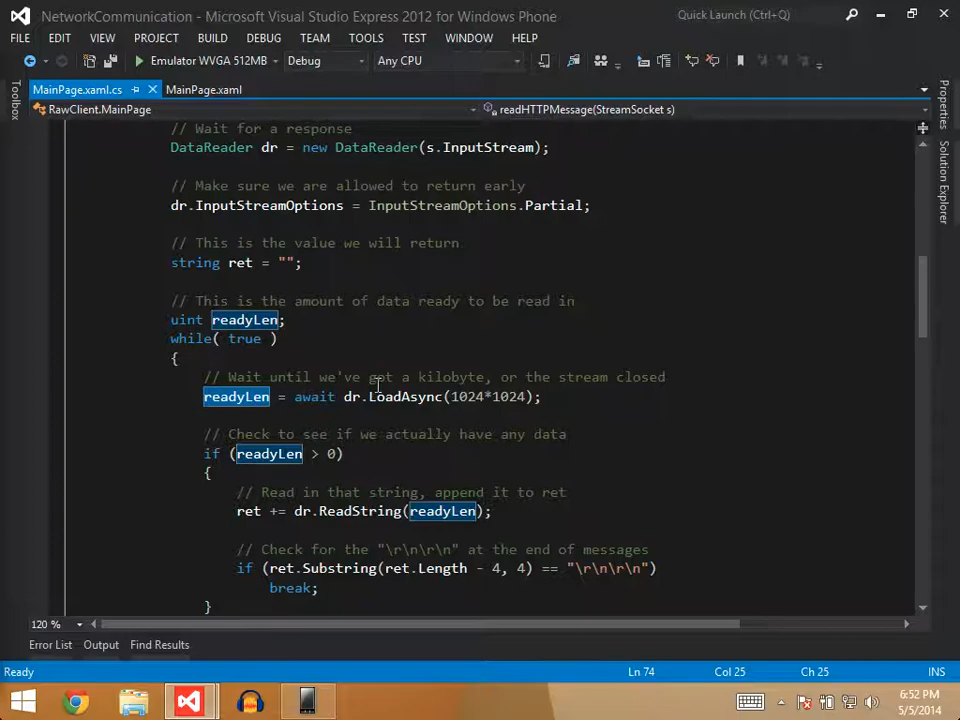 NetworkCommunication - Microsoft Visual Studio Express 2012 for Windows Phone
Quick Launch (Ctrl+Q)
FILE EDIT VIEW PROJECT BUILD DEBUG TEAM TOOLS TEST WINDOW HELP
Emulator WVGA 512MB Debug Any CPU
MainPage.xaml.cs MainPage.xaml
RawClient.MainPage readHTTPMessage(StreamSocket s)
Toolbox
Properties
Solution Explorer
// Wait for a response
DataReader dr = new DataReader(s.InputStream);
// Make sure we are allowed to return early
dr.InputStreamOptions = InputStreamOptions.Partial;
// This is the value we will return
string ret = "";
// This is the amount of data ready to be read in
uint readyLen;
while( true )
{
// Wait until we've got a kilobyte, or the stream closed
readyLen = await dr.LoadAsync(1024*1024);
// Check to see if we actually have any data
if (readyLen > 0)
{
// Read in that string, append it to ret
ret += dr.ReadString(readyLen);
// Check for the "\r\n\r\n" at the end of messages
if (ret.Substring(ret.Length - 4, 4) == "\r\n\r\n")
break;
}
120 %
Error List Output Find Results
Ready Ln 74 Col 25 Ch 25 INS
6:52 PM
5/5/2014